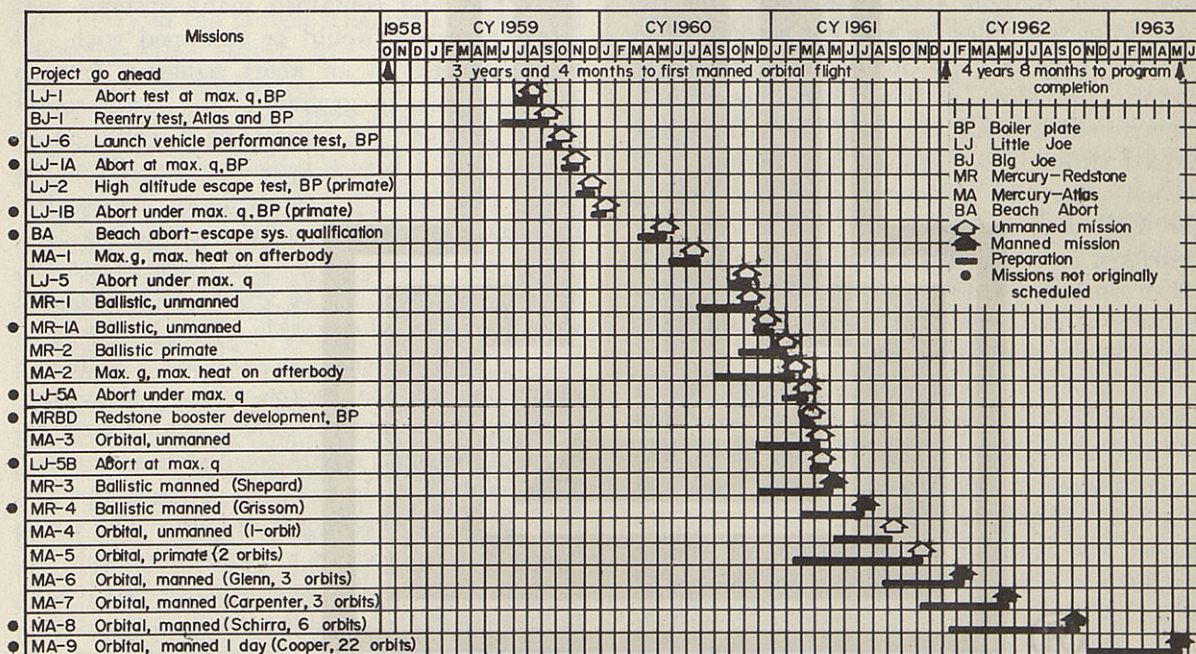 Missions 1958 CY 1959 CY 1960 CY 1961 CY 1962 1963
O N D J F M A M J J A S O N D J F M A M J J A S O N D J F M A M J J A S O N D J F M A M J J A S O N D J F M A M J
Project go ahead 3 years and 4 months to first manned orbital flight 4 years 8 months to program completion
LJ-1 Abort test at max. q, BP
BJ-1 Reentry test, Atlas and BP
LJ-6 Launch vehicle performance test, BP
LJ-1A Abort at max. q, BP
LJ-2 High altitude escape test, BP (primate)
LJ-1B Abort under max. q, BP (primate)
BA Beach abort-escape sys. qualification
MA-1 Max. g, max. heat on afterbody
LJ-5 Abort under max. q
MR-1 Ballistic, unmanned
MR-1A Ballistic, unmanned
MR-2 Ballistic primate
MA-2 Max. g, max. heat on afterbody
LJ-5A Abort under max. q
MRBD Redstone booster development, BP
MA-3 Orbital, unmanned
LJ-5B Abort at max. q
MR-3 Ballistic manned (Shepard)
MR-4 Ballistic manned (Grissom)
MA-4 Orbital, unmanned (1-orbit)
MA-5 Orbital, primate (2 orbits)
MA-6 Orbital, manned (Glenn, 3 orbits)
MA-7 Orbital, manned (Carpenter, 3 orbits)
MA-8 Orbital, manned (Schirra, 6 orbits)
MA-9 Orbital, manned 1 day (Cooper, 22 orbits)
BP Boiler plate
LJ Little Joe
BJ Big Joe
MR Mercury-Redstone
MA Mercury-Atlas
BA Beach Abort
Unmanned mission
Manned mission
Preparation
Missions not originally
scheduled